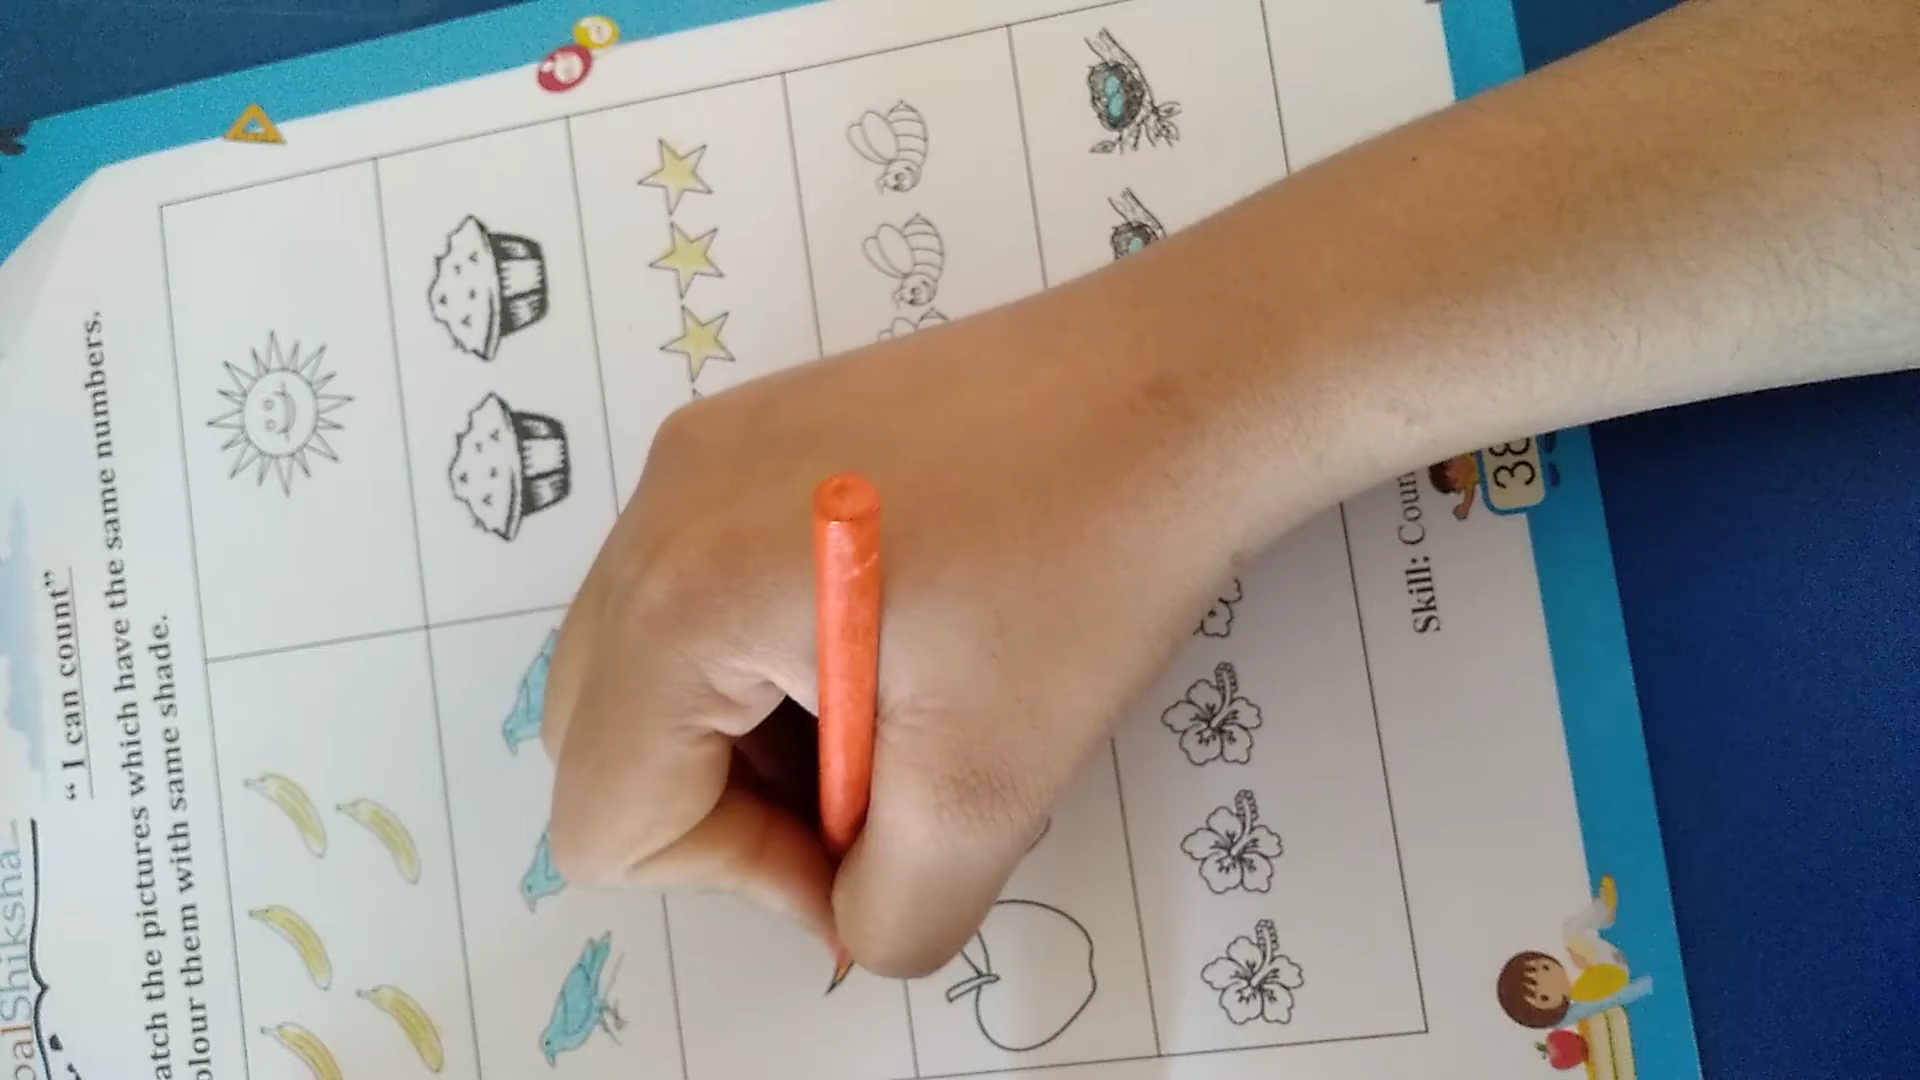 balShiksha
“ I can count”
atch the pictures which have the same numbers.
olour them with same shade.
Skill: Coun
38